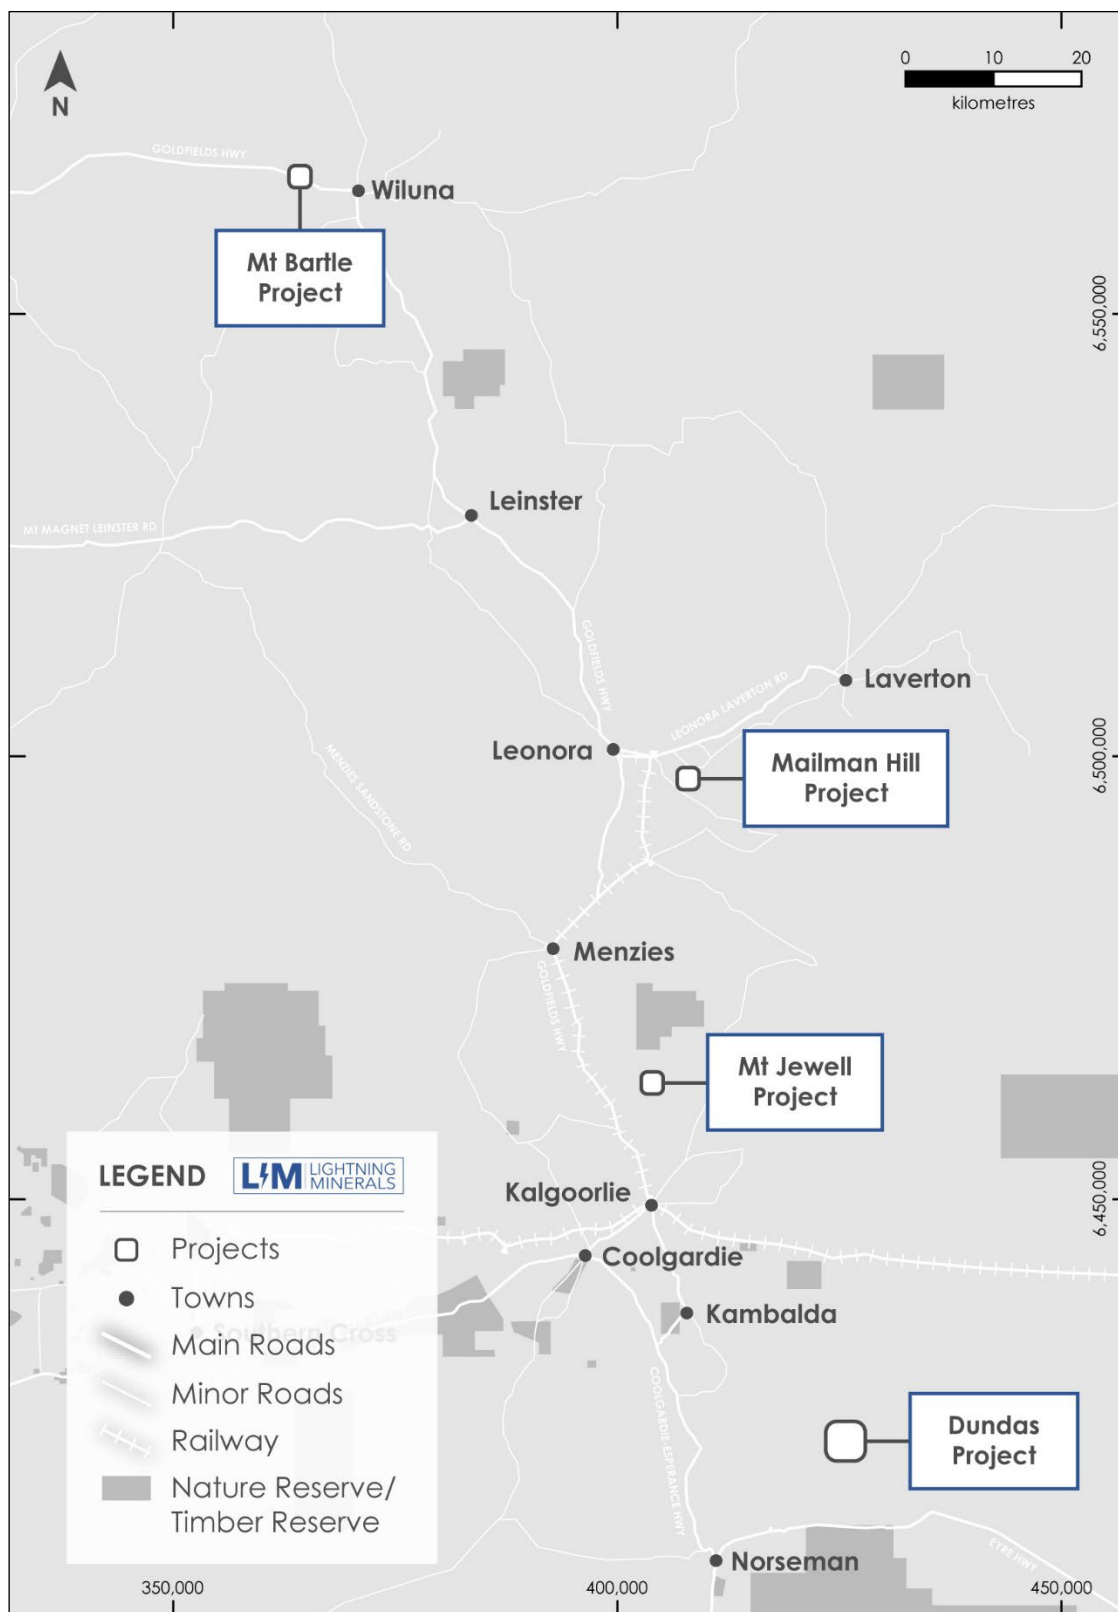 0 10 20
kilometres
N
GOLDFIELDS HWY
Wiluna
Mt Bartle
Project
6,550,000
Leinster
MT MAGNET LEINSTER RD
GOLDFIELDS HWY
Laverton
LEONORA LAVERTON RD
Leonora
Mailman Hill
Project
6,500,000
MENZIES SANDSTONE RD
Menzies
GOLDFIELDS HWY
Mt Jewell
Project
LEGEND
LM LIGHTNING
MINERALS
Kalgoorlie
6,450,000
Projects
Coolgardie
Towns
Kambalda
Southern Cross
Main Roads
Minor Roads
COOLGARDIE-ESPERANCE HWY
Dundas
Project
Railway
Nature Reserve/
Timber Reserve
EYRE HWY
Norseman
350,000
400,000
450,000